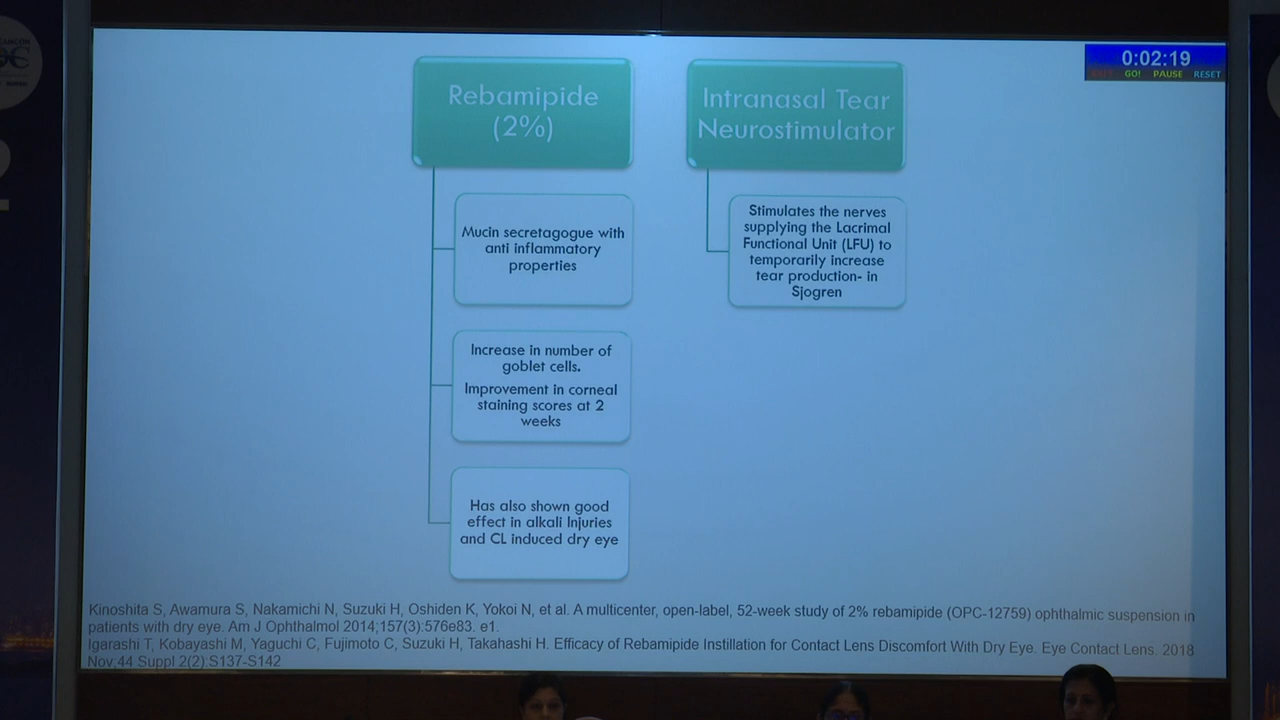 0:02:19
EXIT GO! PAUSE RESET
Rebamipide
(2%)
Mucin secretagogue with
anti inflammatory
properties
Increase in number of
goblet cells.
Improvement in corneal
staining scores at 2
weeks
Has also shown good
effect in alkali Injuries
and CL induced dry eye
Intranasal Tear
Neurostimulator
Stimulates the nerves
supplying the Lacrimal
Functional Unit (LFU) to
temporarily increase
tear production- in
Sjogren
Kinoshita S, Awamura S, Nakamichi N, Suzuki H, Oshiden K, Yokoi N, et al. A multicenter, open-label, 52-week study of 2% rebamipide (OPC-12759) ophthalmic suspension in
patients with dry eye. Am J Ophthalmol 2014;157(3):576e83. e1.
Igarashi T, Kobayashi M, Yaguchi C, Fujimoto C, Suzuki H, Takahashi H. Efficacy of Rebamipide Instillation for Contact Lens Discomfort With Dry Eye. Eye Contact Lens. 2018
Nov;44 Suppl 2(2):S137-S142